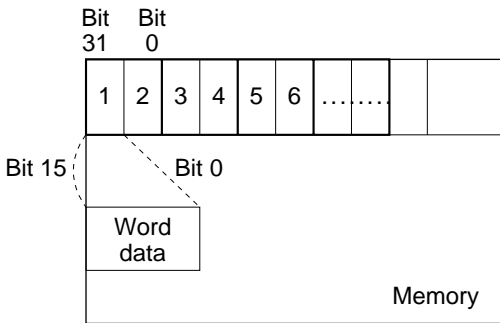 Bit Bit
31 0
1 2 3 4 5 6 ........
Bit 15 Bit 0
Word
data
Memory